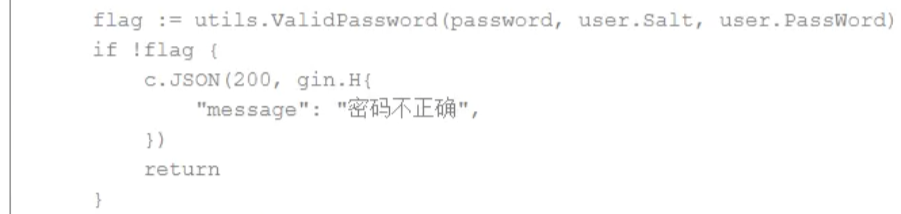 flag := utils.ValidPassword(password, user.Salt, user.PassWord)
if !flag {
    c.JSON(200, gin.H{
        "message": "密码不正确",
    })
    return
}